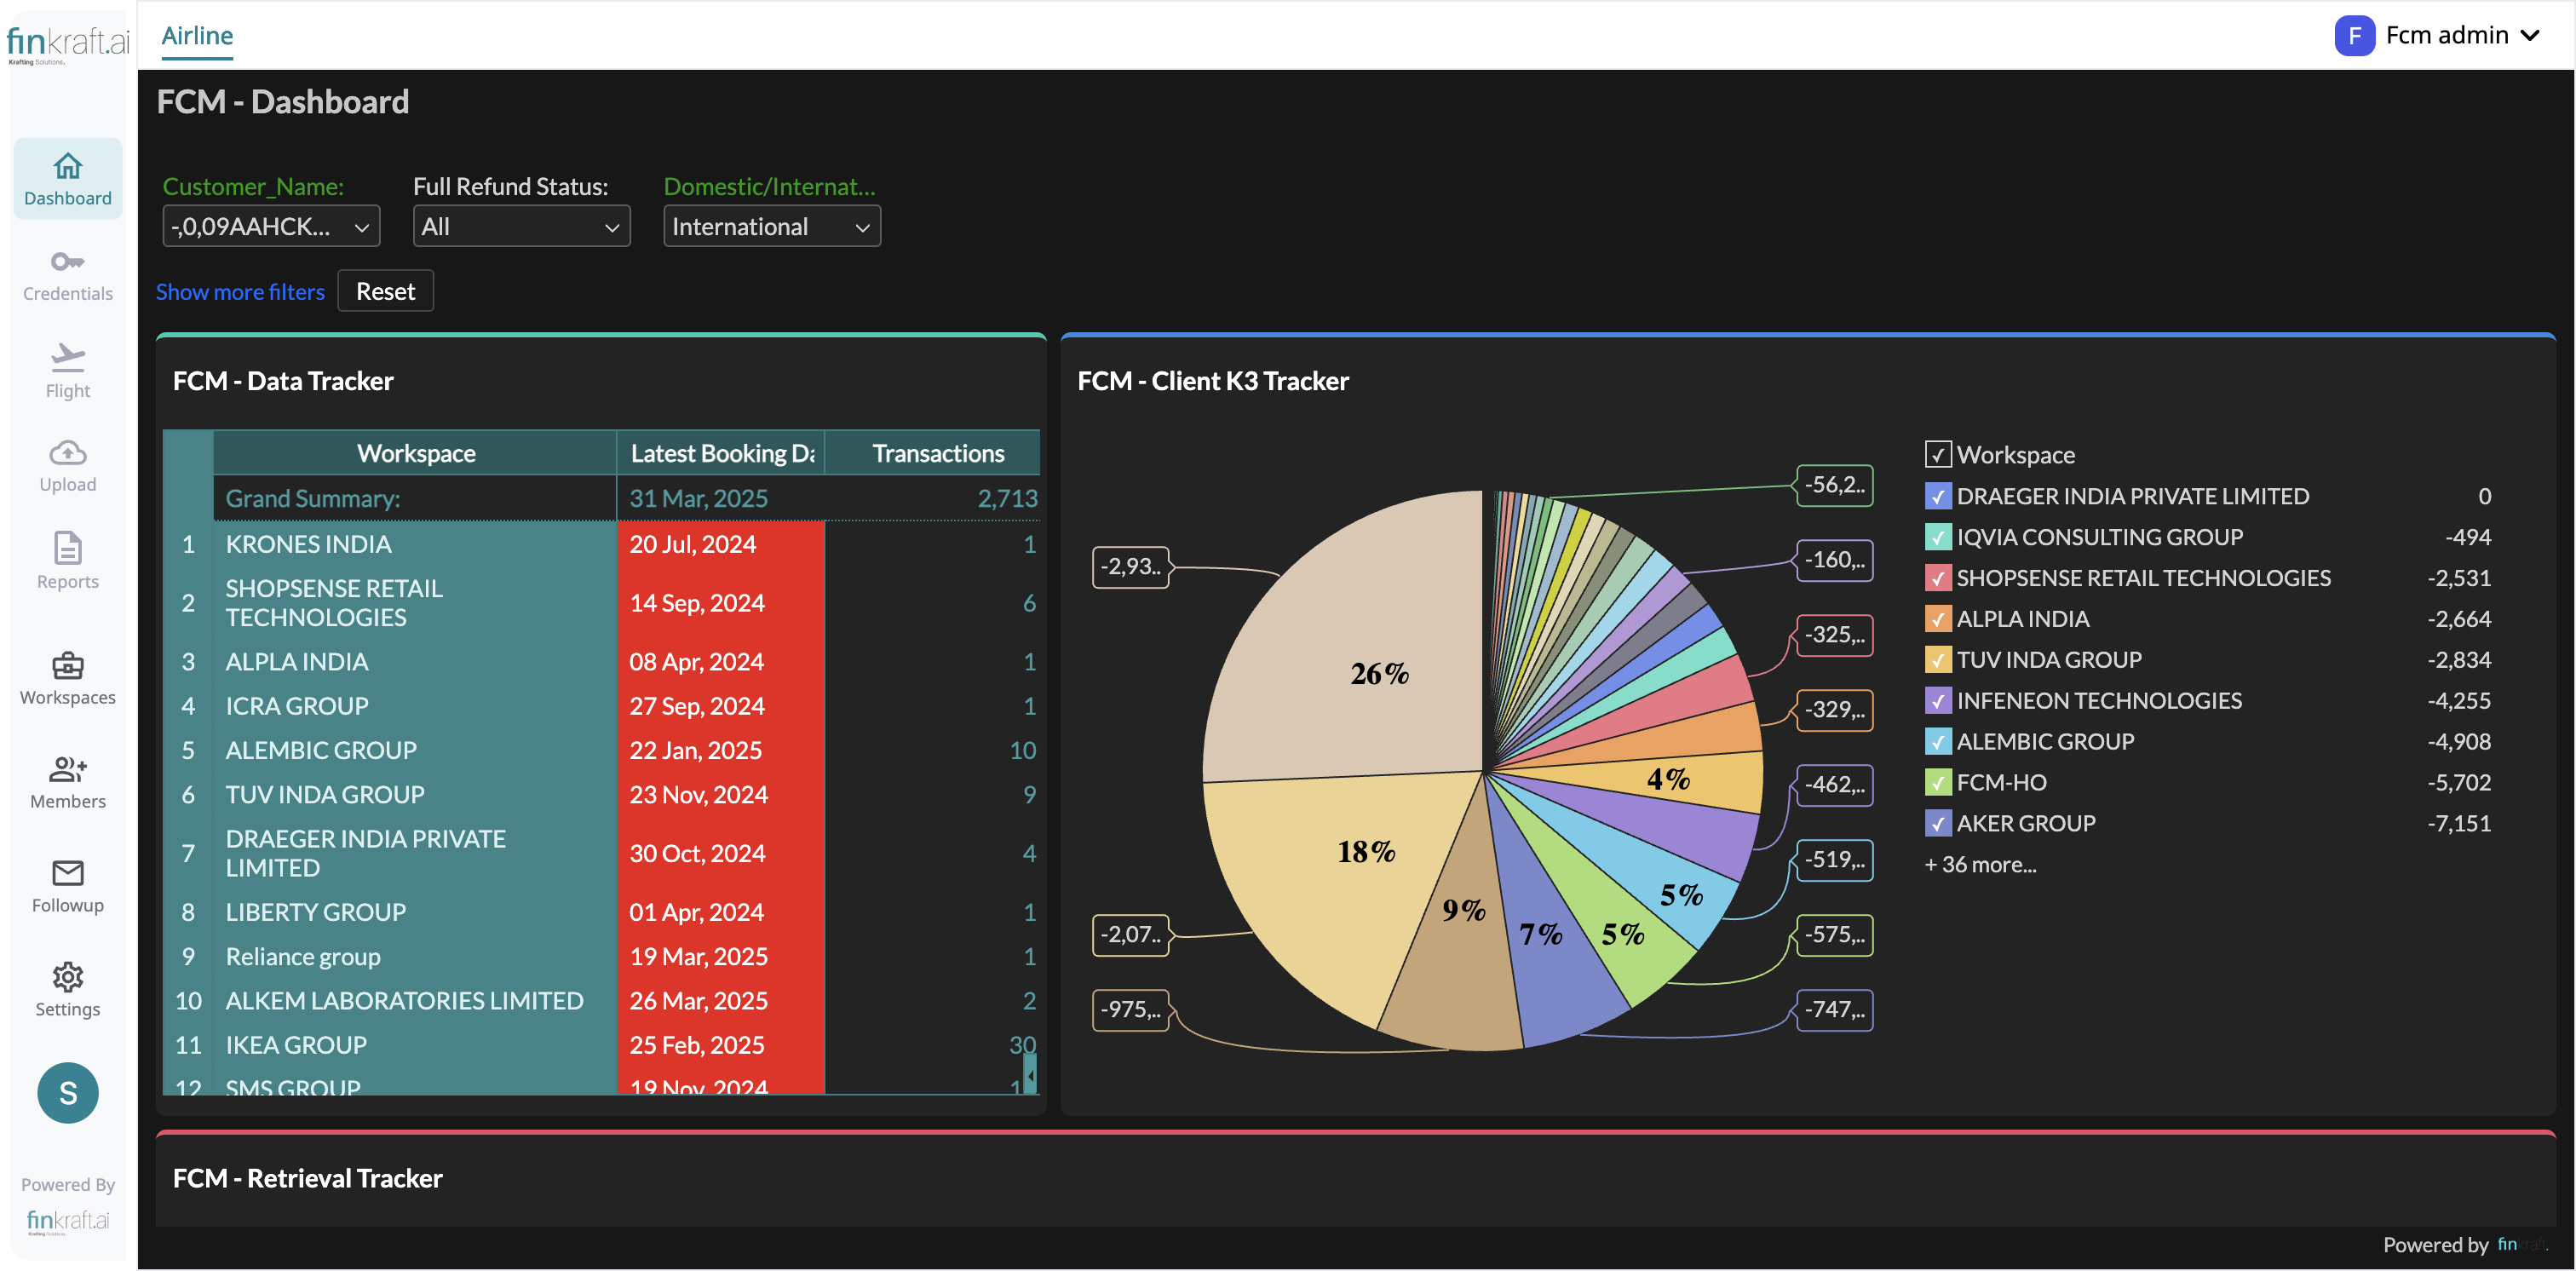 finkraft.ai
Krafting Solutions.
Airline
F
Fcm admin
Dashboard
Credentials
Flight
Upload
Reports
Workspaces
Members
Followup
Settings
S
Powered By
finkraft.ai
Krafting Solutions.
FCM - Dashboard
Customer_Name:
Full Refund Status:
Domestic/Internat...
-,0,09AAHCK...
All
International
Show more filters
Reset
FCM - Data Tracker
Workspace Latest Booking Da Transactions
Grand Summary: 31 Mar, 2025 2,713
1 KRONES INDIA 20 Jul, 2024 1
2 SHOPSENSE RETAIL TECHNOLOGIES 14 Sep, 2024 6
3 ALPLA INDIA 08 Apr, 2024 1
4 ICRA GROUP 27 Sep, 2024 1
5 ALEMBIC GROUP 22 Jan, 2025 10
6 TUV INDA GROUP 23 Nov, 2024 9
7 DRAEGER INDIA PRIVATE LIMITED 30 Oct, 2024 4
8 LIBERTY GROUP 01 Apr, 2024 1
9 Reliance group 19 Mar, 2025 1
10 ALKEM LABORATORIES LIMITED 26 Mar, 2025 2
11 IKEA GROUP 25 Feb, 2025 30
12 SMS GROUP 19 Nov, 2024
FCM - Client K3 Tracker
-2,93..
-2,07..
-975,..
26%
18%
9%
7%
5%
5%
4%
-56,2..
-160,..
-325,..
-329,..
-462,..
-519,..
-575,..
-747,..
Workspace
DRAEGER INDIA PRIVATE LIMITED 0
IQVIA CONSULTING GROUP -494
SHOPSENSE RETAIL TECHNOLOGIES -2,531
ALPLA INDIA -2,664
TUV INDA GROUP -2,834
INFENEON TECHNOLOGIES -4,255
ALEMBIC GROUP -4,908
FCM-HO -5,702
AKER GROUP -7,151
+ 36 more...
FCM - Retrieval Tracker
Powered by finkraft.